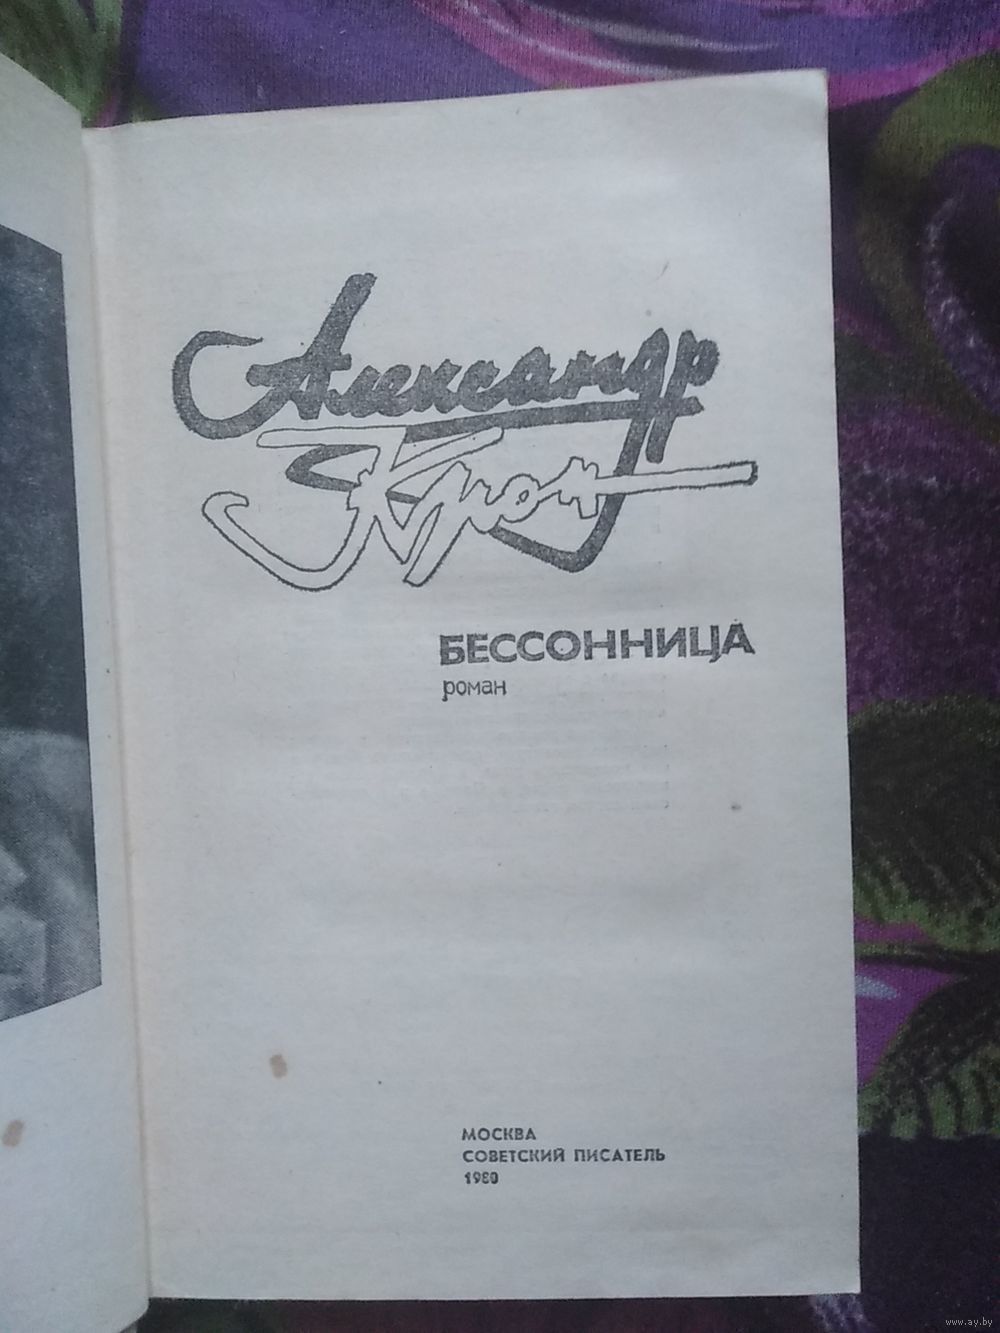 Александр
Крон
БЕССОННИЦА
роман
МОСКВА
СОВЕТСКИЙ ПИСАТЕЛЬ
1980
www.ay.by